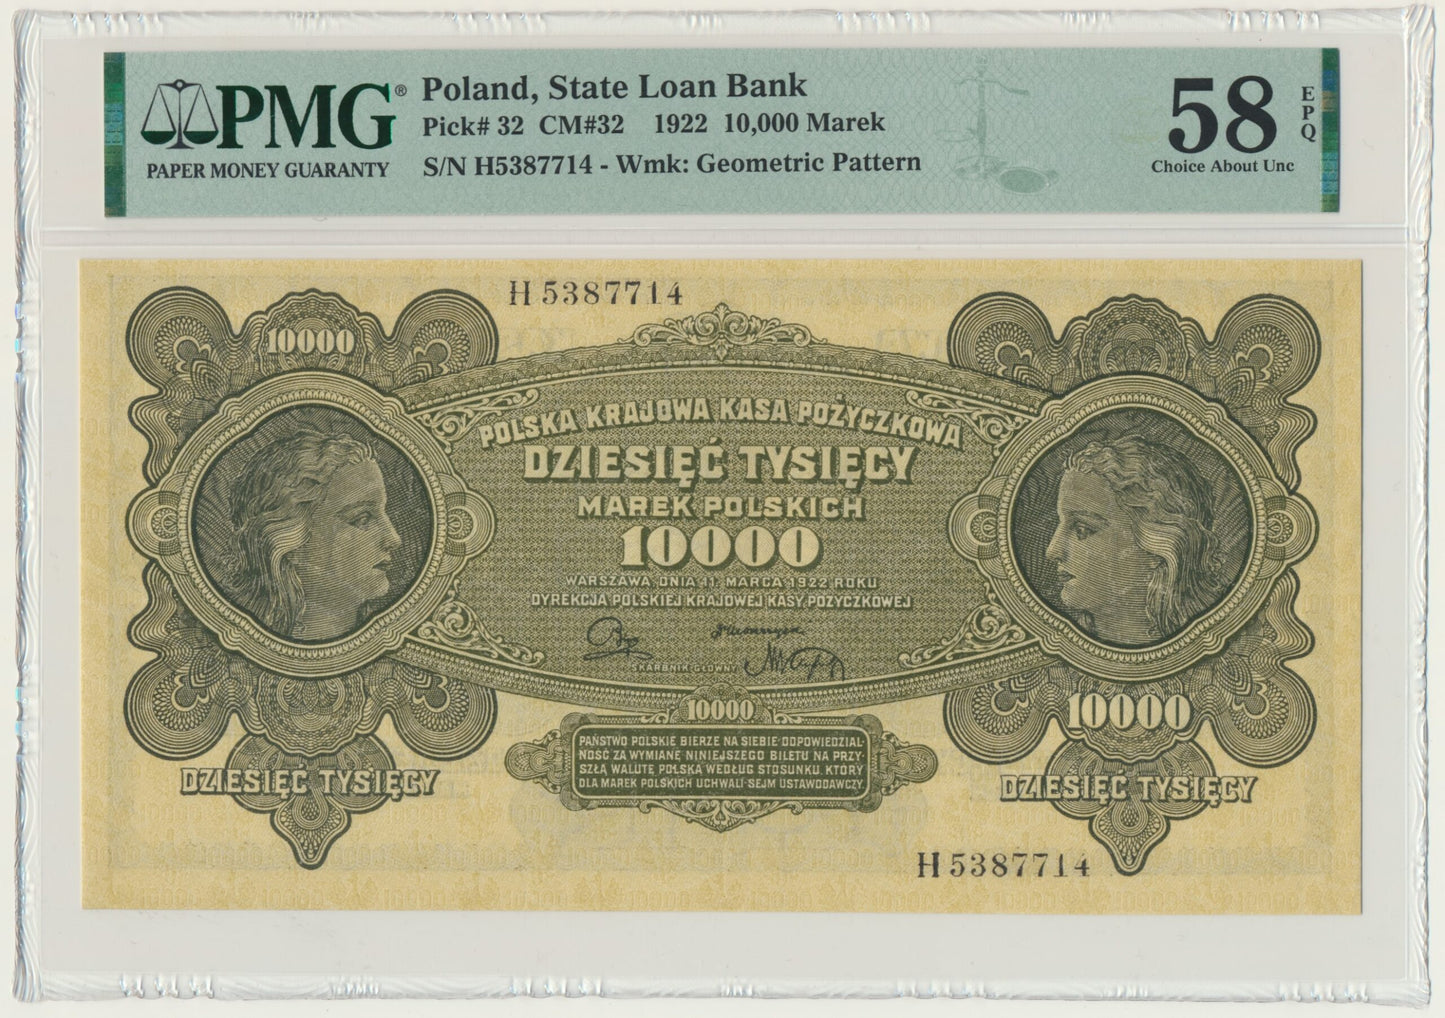 PMG®
PAPER MONEY GUARANTY
Poland, State Loan Bank
Pick# 32 CM#32 1922 10,000 Marek
S/N H5387714 - Wmk: Geometric Pattern
58
EPQ
Choice About Unc
H 5387714
10000
POLSKA KRAJOWA KASA POŻYCZKOWA
DZIESIĘĆ TYSIĘCY
MAREK POLSKICH
10000
WARSZAWA, DNIA 11. MARCA 1922 ROKU
DYREKCJA POLSKIEJ KRAJOWEJ KASY POŻYCZKOWEJ
SKARBNIK GŁÓWNY
10000
10000
PAŃSTWO POLSKIE BIERZE NA SIEBIE ODPOWIEDZIAL-
NOŚĆ ZA WYMIANĘ NINIEJSZEGO BILETU NA PRZY-
SZŁĄ WALUTĘ POLSKĄ WEDŁUG STOSUNKU, KTÓRY
DLA MAREK POLSKICH UCHWALI SEJM USTAWODAWCZY.
DZIESIĘĆ TYSIĘCY
DZIESIĘĆ TYSIĘCY
H 5387714